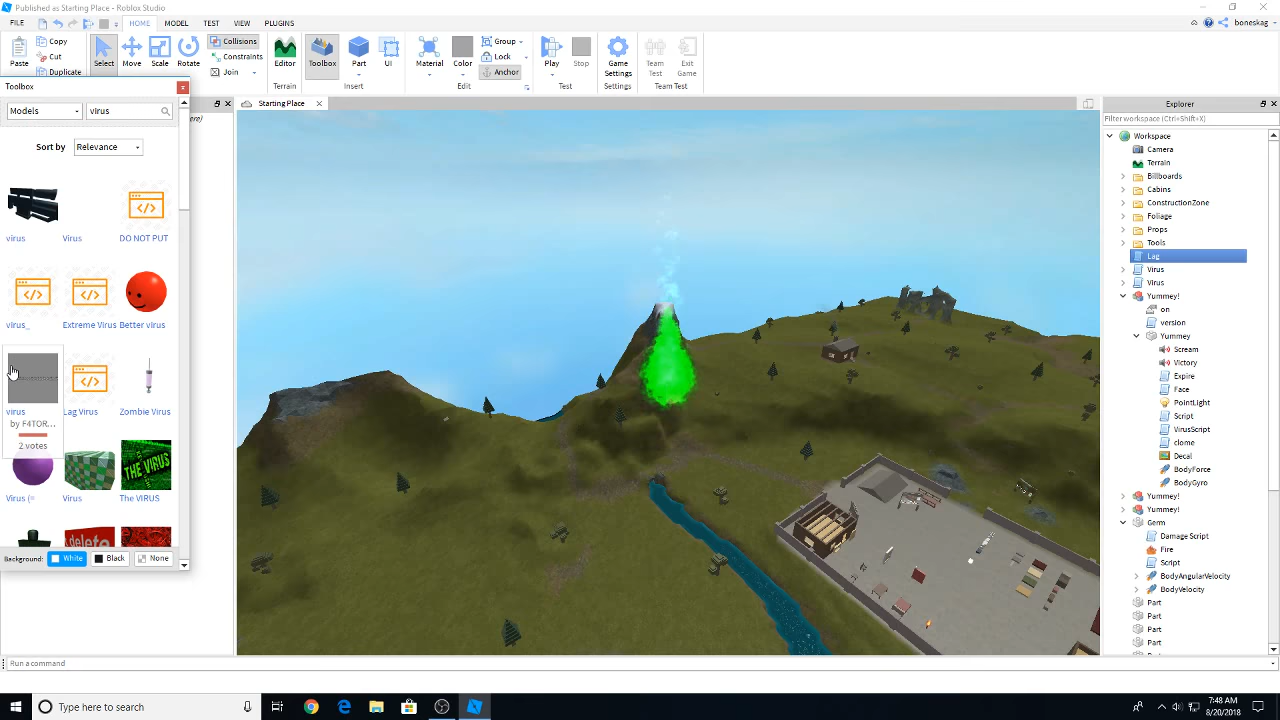 Published as Starting Place - Roblox Studio
FILE HOME MODEL TEST VIEW PLUGINS
boneskag
Paste Copy Cut Duplicate Select Move Scale Rotate Collisions Constraints Join
Editor Toolbox Part UI Material Color Group Lock Anchor Play Stop Game Settings Team Test Exit Game
Terrain Insert Edit Test Settings Team Test
Toolbox
Models virus
Sort by Relevance
virus Virus DO NOT PUT
virus_ Extreme Virus Better virus
virus Lag Virus Zombie Virus
by F4TOR...
2 votes
THE VIRUS
Virus (= Virus The VIRUS
delete
Background: White Black None
Starting Place
Explorer
Filter workspace (Ctrl+Shift+X)
Workspace
Camera
Terrain
Billboards
Cabins
ConstructionZone
Foliage
Props
Tools
Lag
Virus
Virus
Yummey!
on
version
Yummey
Scream
Victory
Expire
Face
PointLight
Script
VirusScript
clome
Decal
BodyForce
BodyGyro
Yummey!
Yummey!
Germ
Damage Script
Fire
Script
BodyAngularVelocity
BodyVelocity
Part
Part
Part
Part
Run a command
Type here to search
7:48 AM
8/20/2018